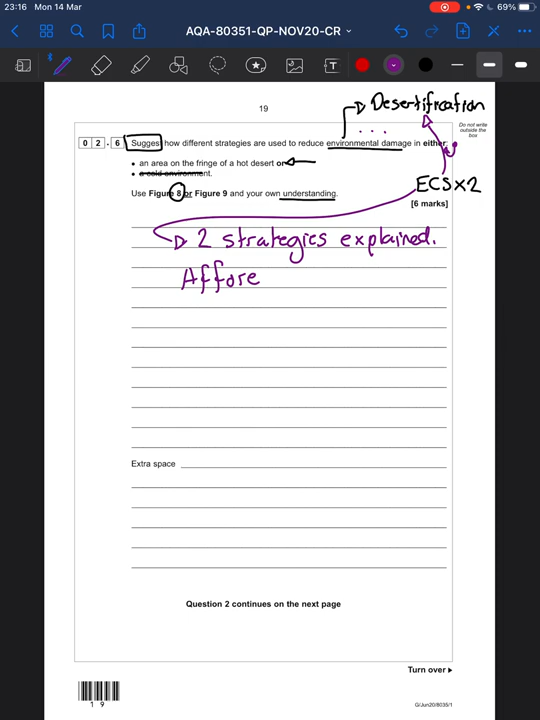 23:16 Mon 14 Mar
69%
AQA-80351-QP-NOV20-CR
19
Desertification
...
Do not write outside the box
0 2 . 6 Suggest how different strategies are used to reduce environmental damage in either:
• an area on the fringe of a hot desert or
• a cold environment.
ECS x 2
Use Figure 8 or Figure 9 and your own understanding.
[6 marks]
2 strategies explained.
Affore
Extra space
Question 2 continues on the next page
Turn over
1 9
G/Jun20/8035/1